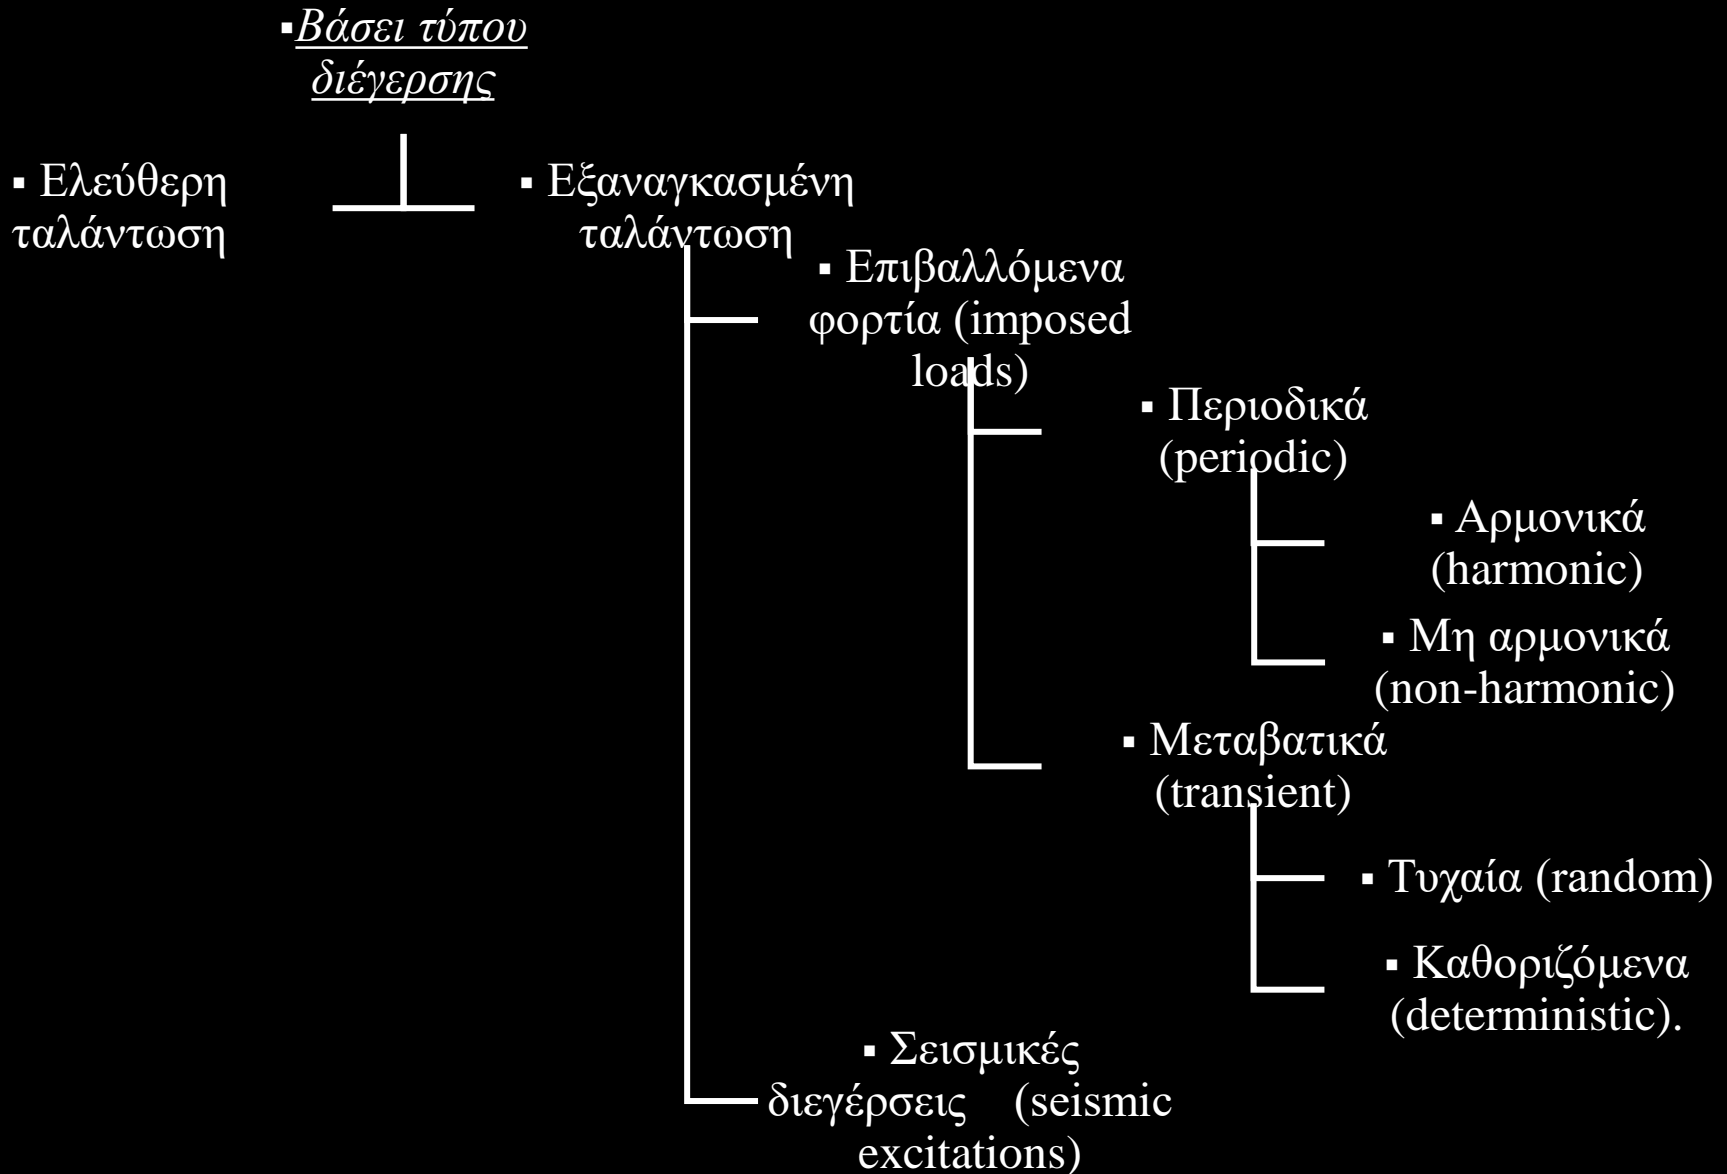 ▪Βάσει τύπου
διέγερσης
▪ Ελεύθερη
ταλάντωση
▪ Εξαναγκασμένη
ταλάντωση
▪ Επιβαλλόμενα
φορτία (imposed
loads)
▪ Περιοδικά
(periodic)
▪ Αρμονικά
(harmonic)
▪ Μη αρμονικά
(non-harmonic)
▪ Μεταβατικά
(transient)
▪ Τυχαία (random)
▪ Καθοριζόμενα
(deterministic).
▪ Σεισμικές
διεγέρσεις (seismic
excitations)